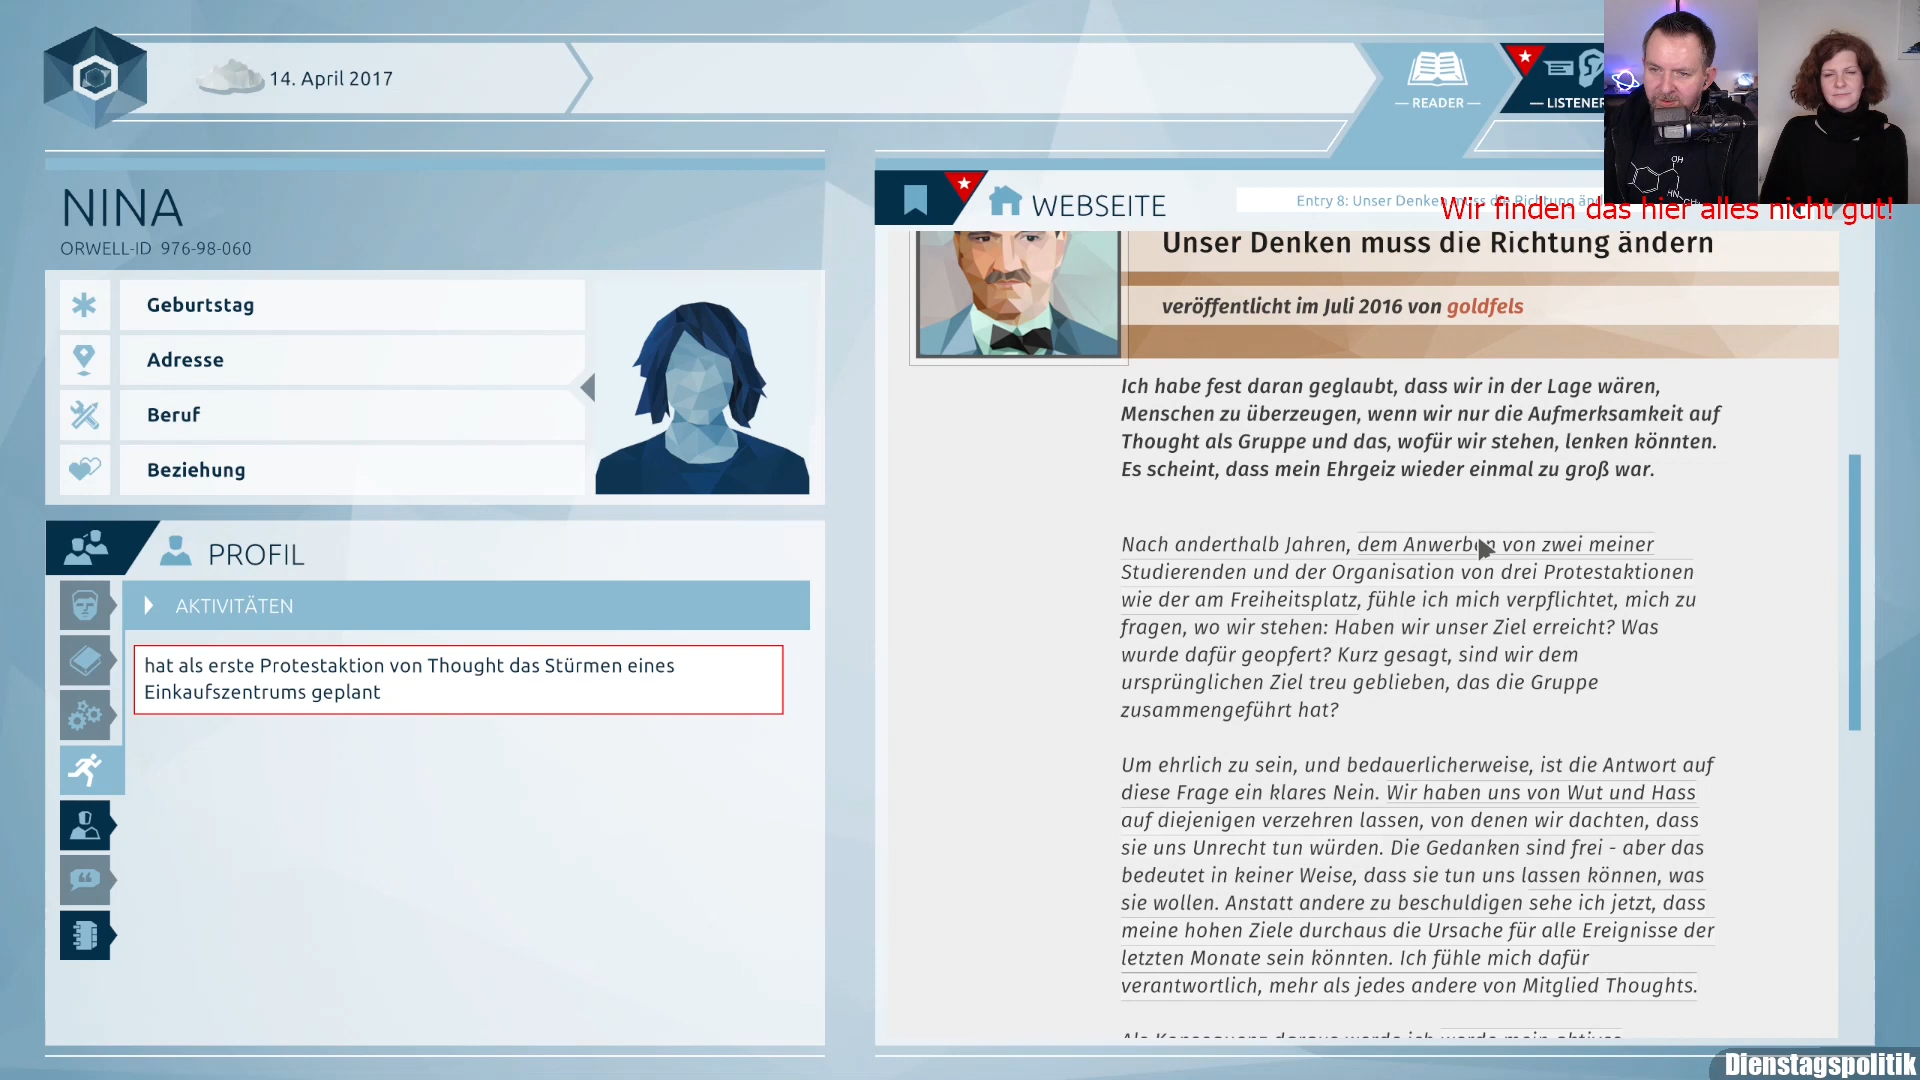 14. April 2017
READER
LISTENER
NINA
ORWELL-ID 976-98-060
Geburtstag
Adresse
Beruf
Beziehung
PROFIL
AKTIVITÄTEN
hat als erste Protestaktion von Thought das Stürmen eines
Einkaufszentrums geplant
WEBSEITE
Entry 8: Unser Denken muss die Richtung än
Wir finden das hier alles nicht gut!
Unser Denken muss die Richtung ändern
veröffentlicht im Juli 2016 von goldfels
Ich habe fest daran geglaubt, dass wir in der Lage wären,
Menschen zu überzeugen, wenn wir nur die Aufmerksamkeit auf
Thought als Gruppe und das, wofür wir stehen, lenken könnten.
Es scheint, dass mein Ehrgeiz wieder einmal zu groß war.
Nach anderthalb Jahren, dem Anwerben von zwei meiner
Studierenden und der Organisation von drei Protestaktionen
wie der am Freiheitsplatz, fühle ich mich verpflichtet, mich zu
fragen, wo wir stehen: Haben wir unser Ziel erreicht? Was
wurde dafür geopfert? Kurz gesagt, sind wir dem
ursprünglichen Ziel treu geblieben, das die Gruppe
zusammengeführt hat?
Um ehrlich zu sein, und bedauerlicherweise, ist die Antwort auf
diese Frage ein klares Nein. Wir haben uns von Wut und Hass
auf diejenigen verzehren lassen, von denen wir dachten, dass
sie uns Unrecht tun würden. Die Gedanken sind frei - aber das
bedeutet in keiner Weise, dass sie tun uns lassen können, was
sie wollen. Anstatt andere zu beschuldigen sehe ich jetzt, dass
meine hohen Ziele durchaus die Ursache für alle Ereignisse der
letzten Monate sein könnten. Ich fühle mich dafür
verantwortlich, mehr als jedes andere von Mitglied Thoughts.
Dienstagspolitik